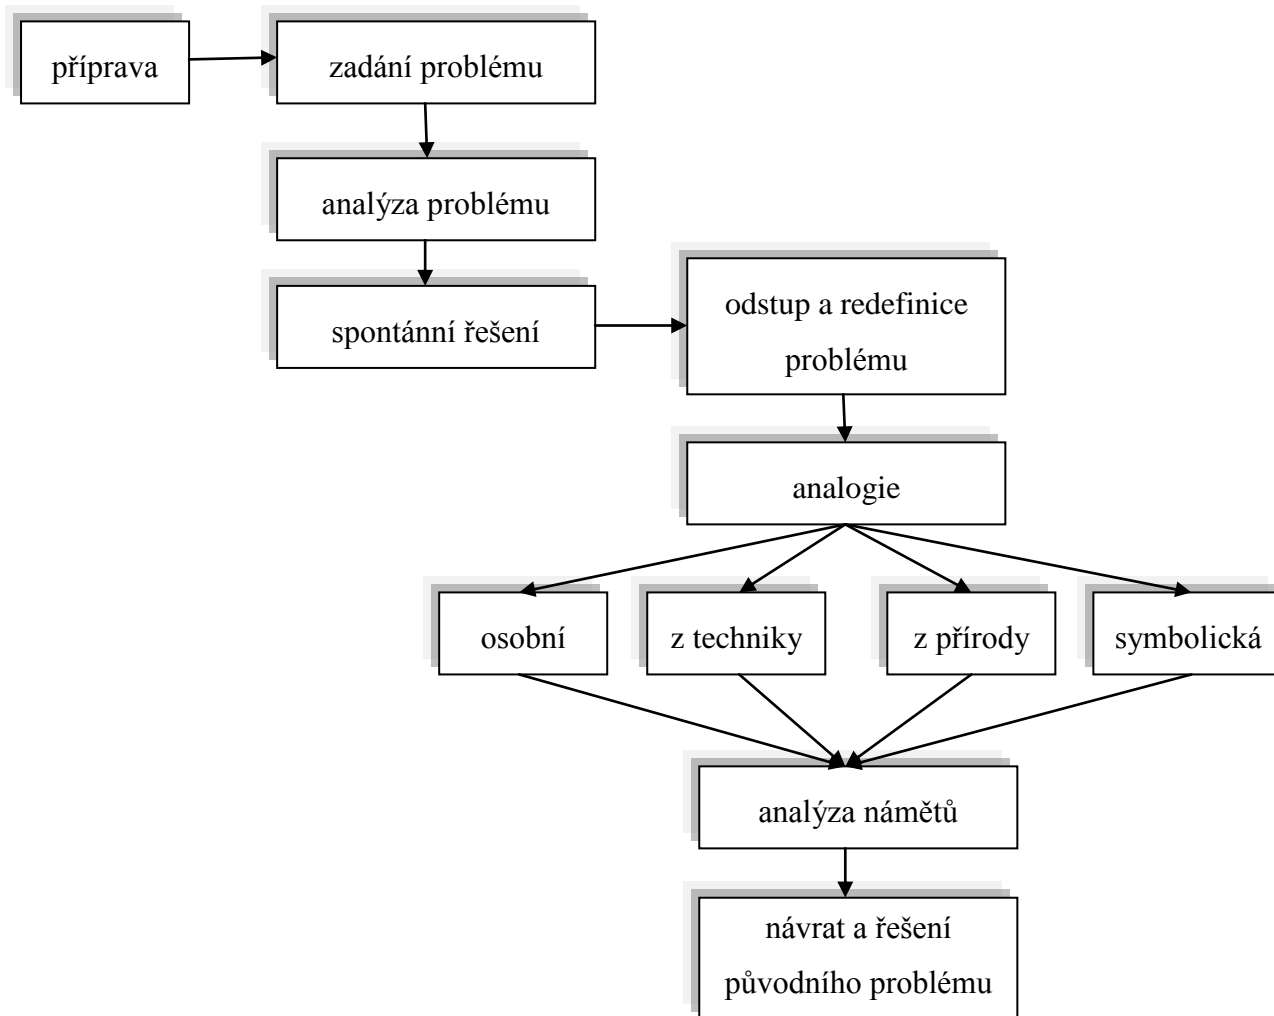 příprava
zadání problému
analýza problému
spontánní řešení
odstup a redefinice
problému
analogie
osobní
z techniky
z přírody
symbolická
analýza námětů
návrat a řešení
původního problému